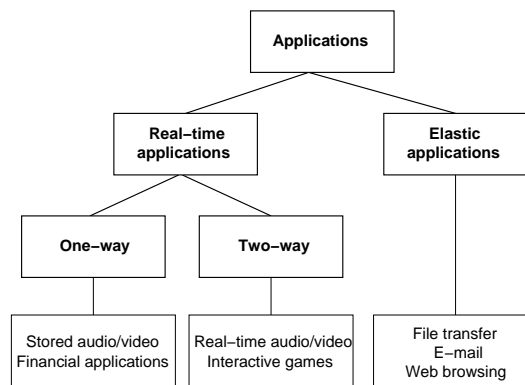 Applications
Real−time
applications
Elastic
applications
One−way
Two−way
Stored audio/video
Financial applications
Real−time audio/video
Interactive games
File transfer
E−mail
Web browsing